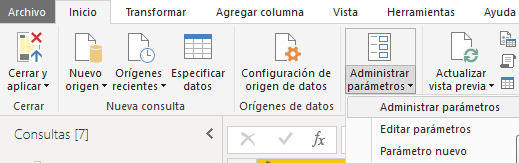 Archivo Inicio Transformar Agregar columna Vista Herramientas Ayuda
Cerrar y aplicar
Nuevo origen
Orígenes recientes
Especificar datos
Configuración de origen de datos
Administrar parámetros
Actualizar vista previa
Cerrar Nueva consulta Orígenes de datos
Administrar parámetros
Editar parámetros
Parámetro nuevo
Consultas [7]
fx